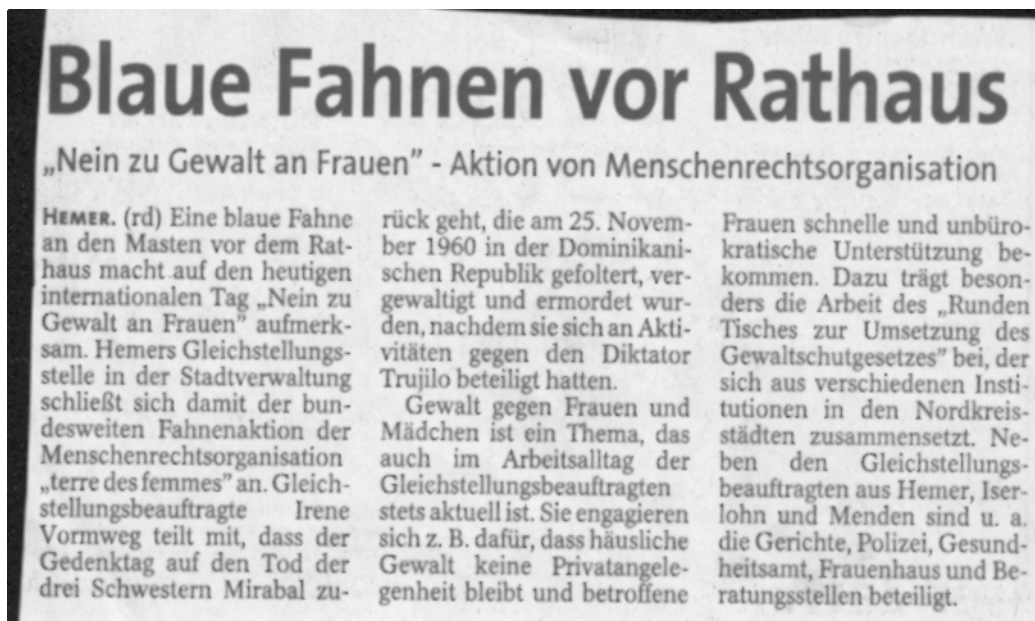 Blaue Fahnen vor Rathaus
„Nein zu Gewalt an Frauen” - Aktion von Menschenrechtsorganisation
HEMER. (rd) Eine blaue Fahne
an den Masten vor dem Rat-
haus macht auf den heutigen
internationalen Tag „Nein zu
Gewalt an Frauen” aufmerk-
sam. Hemers Gleichstellungs-
stelle in der Stadtverwaltung
schließt sich damit der bun-
desweiten Fahnenaktion der
Menschenrechtsorganisation
„terre des femmes” an. Gleich-
stellungsbeauftragte Irene
Vormweg teilt mit, dass der
Gedenktag auf den Tod der
drei Schwestern Mirabal zu-
rück geht, die am 25. Novem-
ber 1960 in der Dominikani-
schen Republik gefoltert, ver-
gewaltigt und ermordet wur-
den, nachdem sie sich an Akti-
vitäten gegen den Diktator
Trujilo beteiligt hatten.
Gewalt gegen Frauen und
Mädchen ist ein Thema, das
auch im Arbeitsalltag der
Gleichstellungsbeauftragten
stets aktuell ist. Sie engagieren
sich z. B. dafür, dass häusliche
Gewalt keine Privatangele-
genheit bleibt und betroffene
Frauen schnelle und unbüro-
kratische Unterstützung be-
kommen. Dazu trägt beson-
ders die Arbeit des „Runden
Tisches zur Umsetzung des
Gewaltschutgesetzes” bei, der
sich aus verschiedenen Insti-
tutionen in den Nordkreis-
städten zusammensetzt. Ne-
ben den Gleichstellungs-
beauftragten aus Hemer, Iser-
lohn und Menden sind u. a.
die Gerichte, Polizei, Gesund-
heitsamt, Frauenhaus und Be-
ratungsstellen beteiligt.